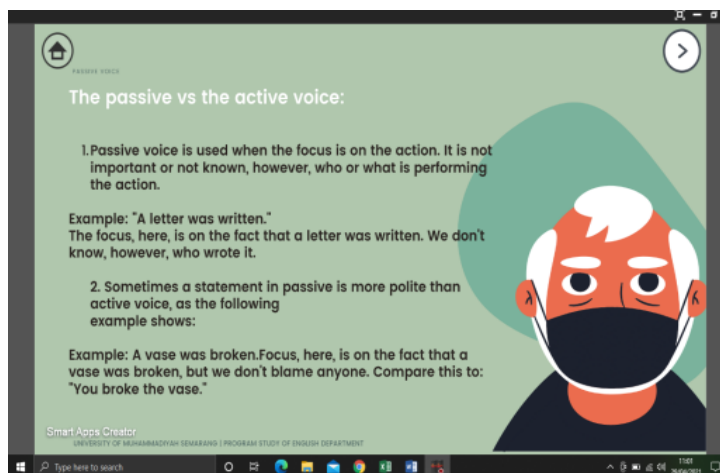 PASSIVE VOICE
The passive vs the active voice:
1. Passive voice is used when the focus is on the action. It is not
important or not known, however, who or what is performing
the action.
Example: "A letter was written."
The focus, here, is on the fact that a letter was written. We don't
know, however, who wrote it.
2. Sometimes a statement in passive is more polite than
active voice, as the following
example shows:
Example: A vase was broken.Focus, here, is on the fact that a
vase was broken, but we don't blame anyone. Compare this to:
"You broke the vase."
Smart Apps Creator
UNIVERSITY OF MUHAMMADIYAH SEMARANG | PROGRAM STUDY OF ENGLISH DEPARTMENT
Type here to search
11:01